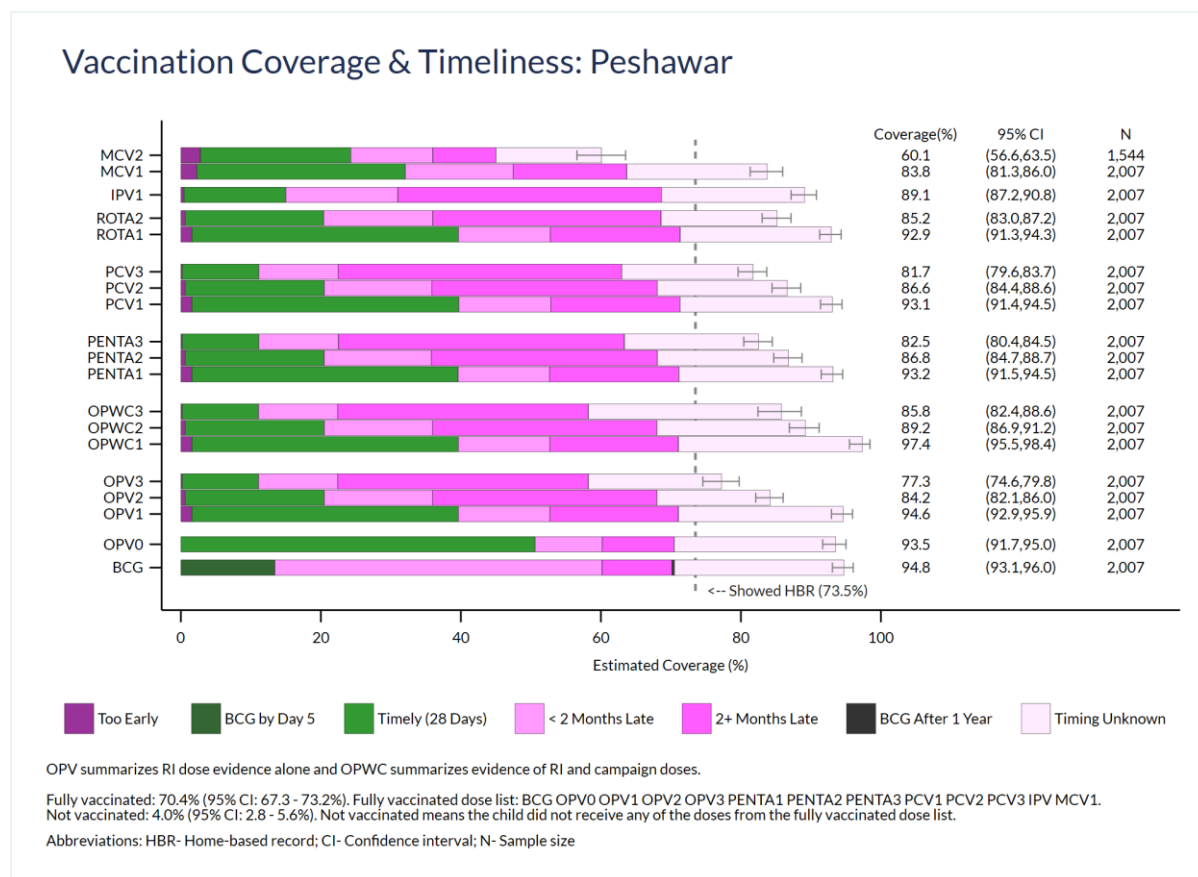 Vaccination Coverage & Timeliness: Peshawar
Coverage(%) 95% CI N
MCV2 60.1 (56.6,63.5) 1,544
MCV1 83.8 (81.3,86.0) 2,007
IPV1 89.1 (87.2,90.8) 2,007
ROTA2 85.2 (83.0,87.2) 2,007
ROTA1 92.9 (91.3,94.3) 2,007
PCV3 81.7 (79.6,83.7) 2,007
PCV2 86.6 (84.4,88.6) 2,007
PCV1 93.1 (91.4,94.5) 2,007
PENTA3 82.5 (80.4,84.5) 2,007
PENTA2 86.8 (84.7,88.7) 2,007
PENTA1 93.2 (91.5,94.5) 2,007
OPWC3 85.8 (82.4,88.6) 2,007
OPWC2 89.2 (86.9,91.2) 2,007
OPWC1 97.4 (95.5,98.4) 2,007
OPV3 77.3 (74.6,79.8) 2,007
OPV2 84.2 (82.1,86.0) 2,007
OPV1 94.6 (92.9,95.9) 2,007
OPV0 93.5 (91.7,95.0) 2,007
BCG 94.8 (93.1,96.0) 2,007
<-- Showed HBR (73.5%)
0 20 40 60 80 100
Estimated Coverage (%)
Too Early BCG by Day 5 Timely (28 Days) < 2 Months Late 2+ Months Late BCG After 1 Year Timing Unknown
OPV summarizes RI dose evidence alone and OPWC summarizes evidence of RI and campaign doses.
Fully vaccinated: 70.4% (95% CI: 67.3 - 73.2%). Fully vaccinated dose list: BCG OPV0 OPV1 OPV2 OPV3 PENTA1 PENTA2 PENTA3 PCV1 PCV2 PCV3 IPV MCV1.
Not vaccinated: 4.0% (95% CI: 2.8 - 5.6%). Not vaccinated means the child did not receive any of the doses from the fully vaccinated dose list.
Abbreviations: HBR- Home-based record; CI- Confidence interval; N- Sample size